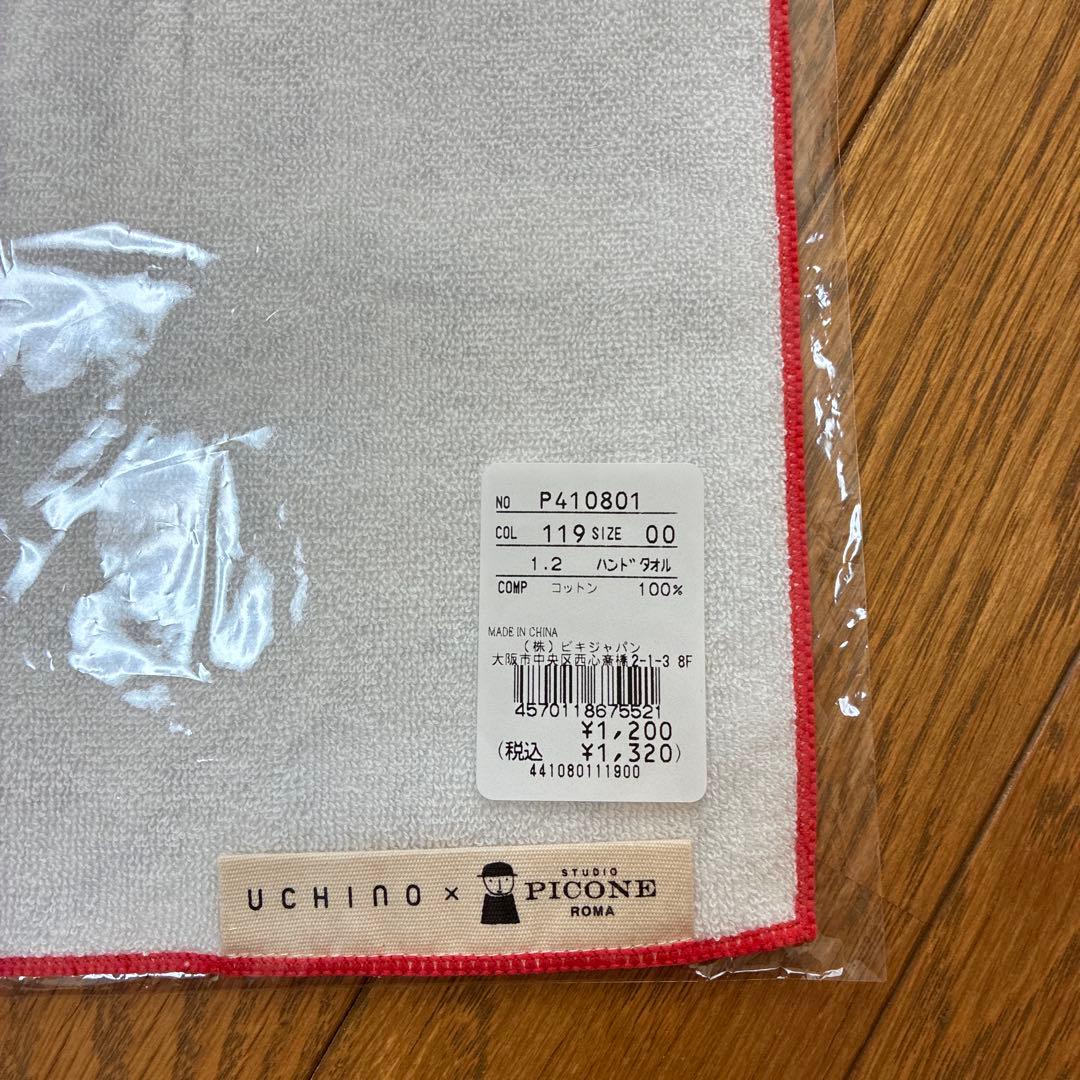 NO P410801
COL 119 SIZE 00
1.2 ハンドタオル
COMP コットン 100%
MADE IN CHINA
(株)ビキジャパン
大阪市中央区西心斎橋2-1-3 8F
4570118675521
¥1,200
(税込 ¥1,320)
441080111900
UCHINO × STUDIO PICONE ROMA